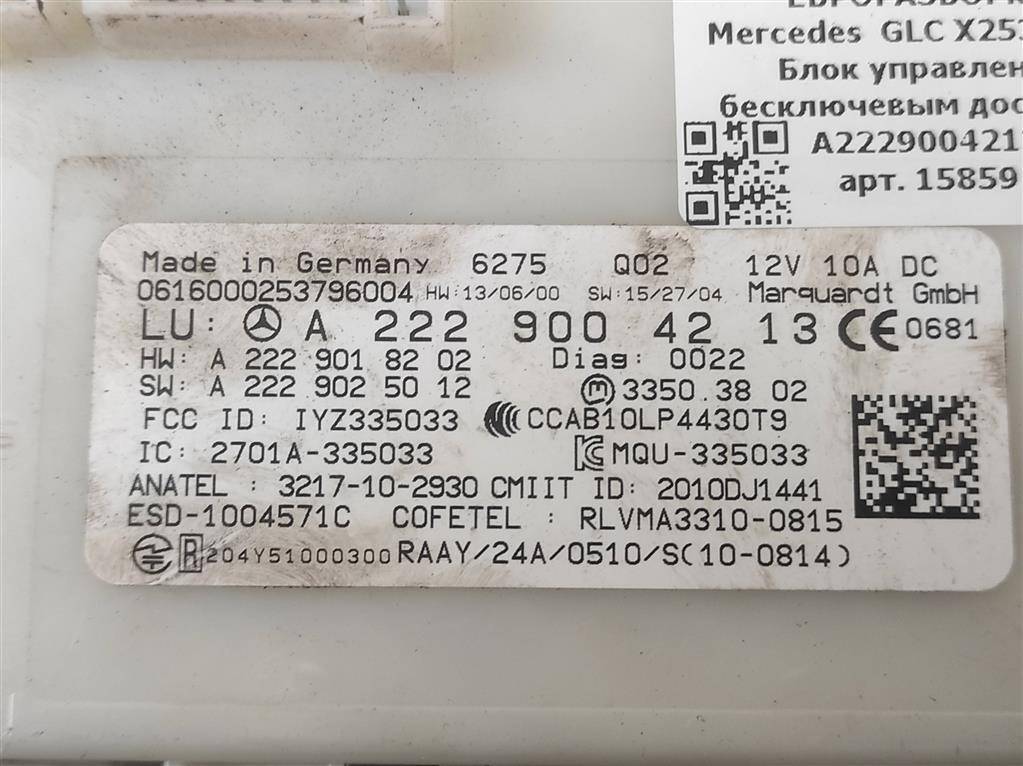 Mercedes GLC X253
Блок управлен
бесключевым дос
A222900421
арт. 15859
Made in Germany 6275 Q02 12V 10A DC
0616000253796004 HW:13/06/00 SW:15/27/04 Marquardt GmbH
LU: A 222 900 42 13 CE 0681
HW: A 222 901 82 02 Diag: 0022
SW: A 222 902 50 12 m 3350.38 02
FCC ID: IYZ335033 CCAB10LP4430T9
IC: 2701A-335033 MQU-335033
ANATEL : 3217-10-2930 CMIIT ID: 2010DJ1441
ESD-1004571C COFETEL : RLVMA3310-0815
R 204Y51000300 RAAY/24A/0510/S(10-0814)